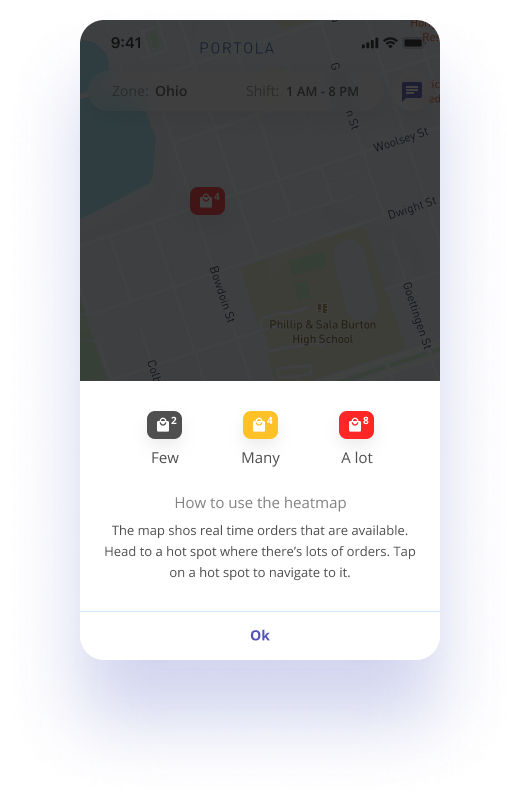 9:41
PORTOLA
Zone: Ohio
Shift: 1 AM - 8 PM
Woolsey St
Dwight St
4
Bowdoin St
Goettingen St
Phillip & Sala Burton
High School
2
4
8
Few
Many
A lot
How to use the heatmap
The map shos real time orders that are available.
Head to a hot spot where there’s lots of orders. Tap
on a hot spot to navigate to it.
Ok